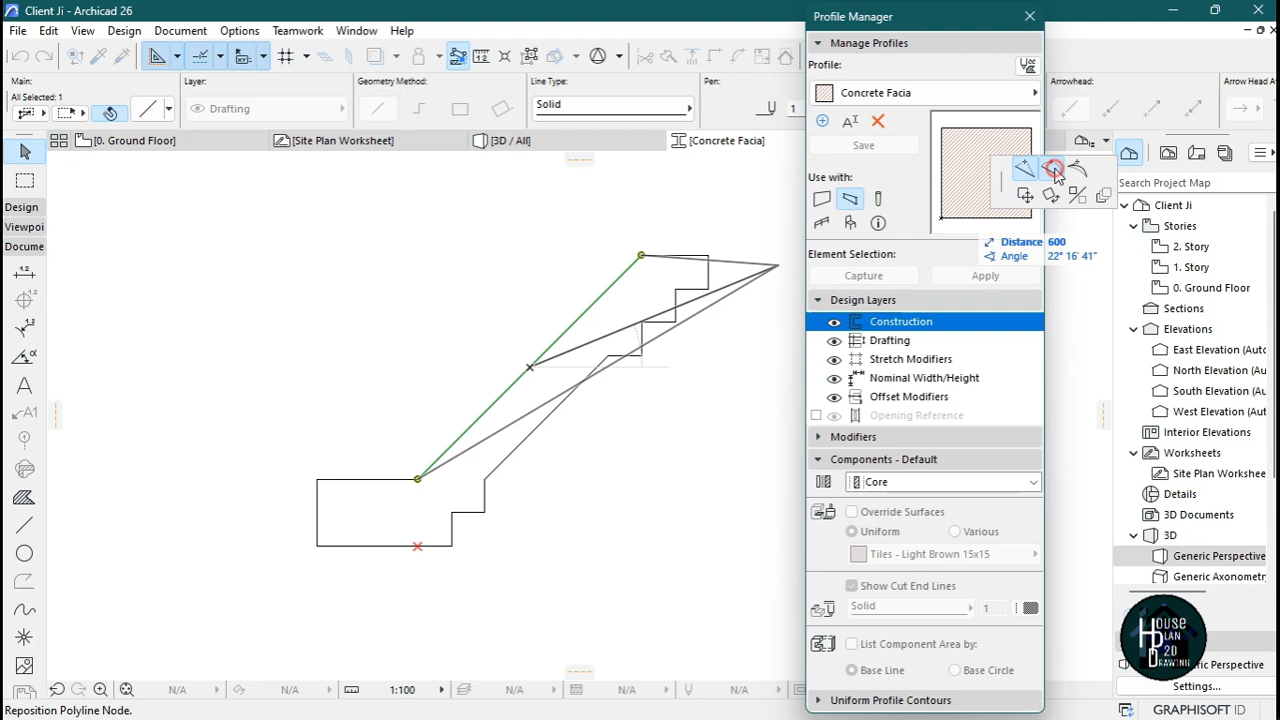 Client Ji - Archicad 26
File Edit View Design Document Options Teamwork Window Help
Main:
All Selected: 1
Layer:
Drafting
Geometry Method:
Line Type:
Solid
Pen:
1
Arrowhead:
Arrow Head A
[0. Ground Floor]
[Site Plan Worksheet]
[3D / All]
[Concrete Facia]
Design
Viewpoi
Docume
Profile Manager
Manage Profiles
Profile:
Concrete Facia
Save
Use with:
Element Selection:
Capture
Apply
Distance 600
Angle 22° 16' 41"
Design Layers
Construction
Drafting
Stretch Modifiers
Nominal Width/Height
Offset Modifiers
Opening Reference
Modifiers
Components - Default
Core
Override Surfaces
Uniform
Various
Tiles - Light Brown 15x15
Show Cut End Lines
Solid
1
List Component Area by:
Base Line
Base Circle
Uniform Profile Contours
Search Project Map
Client Ji
Stories
2. Story
1. Story
0. Ground Floor
Sections
Elevations
East Elevation (Auto
North Elevation (Au
South Elevation (Au
West Elevation (Aut
Interior Elevations
Worksheets
Site Plan Workshee
Details
3D Documents
3D
Generic Perspective
Generic Axonometr
House
Plan
2D
Drawing
Perspective
Settings...
N/A
N/A
1:100
N/A
N/A
N/A
Reposition Polyline Node.
GRAPHISOFT ID